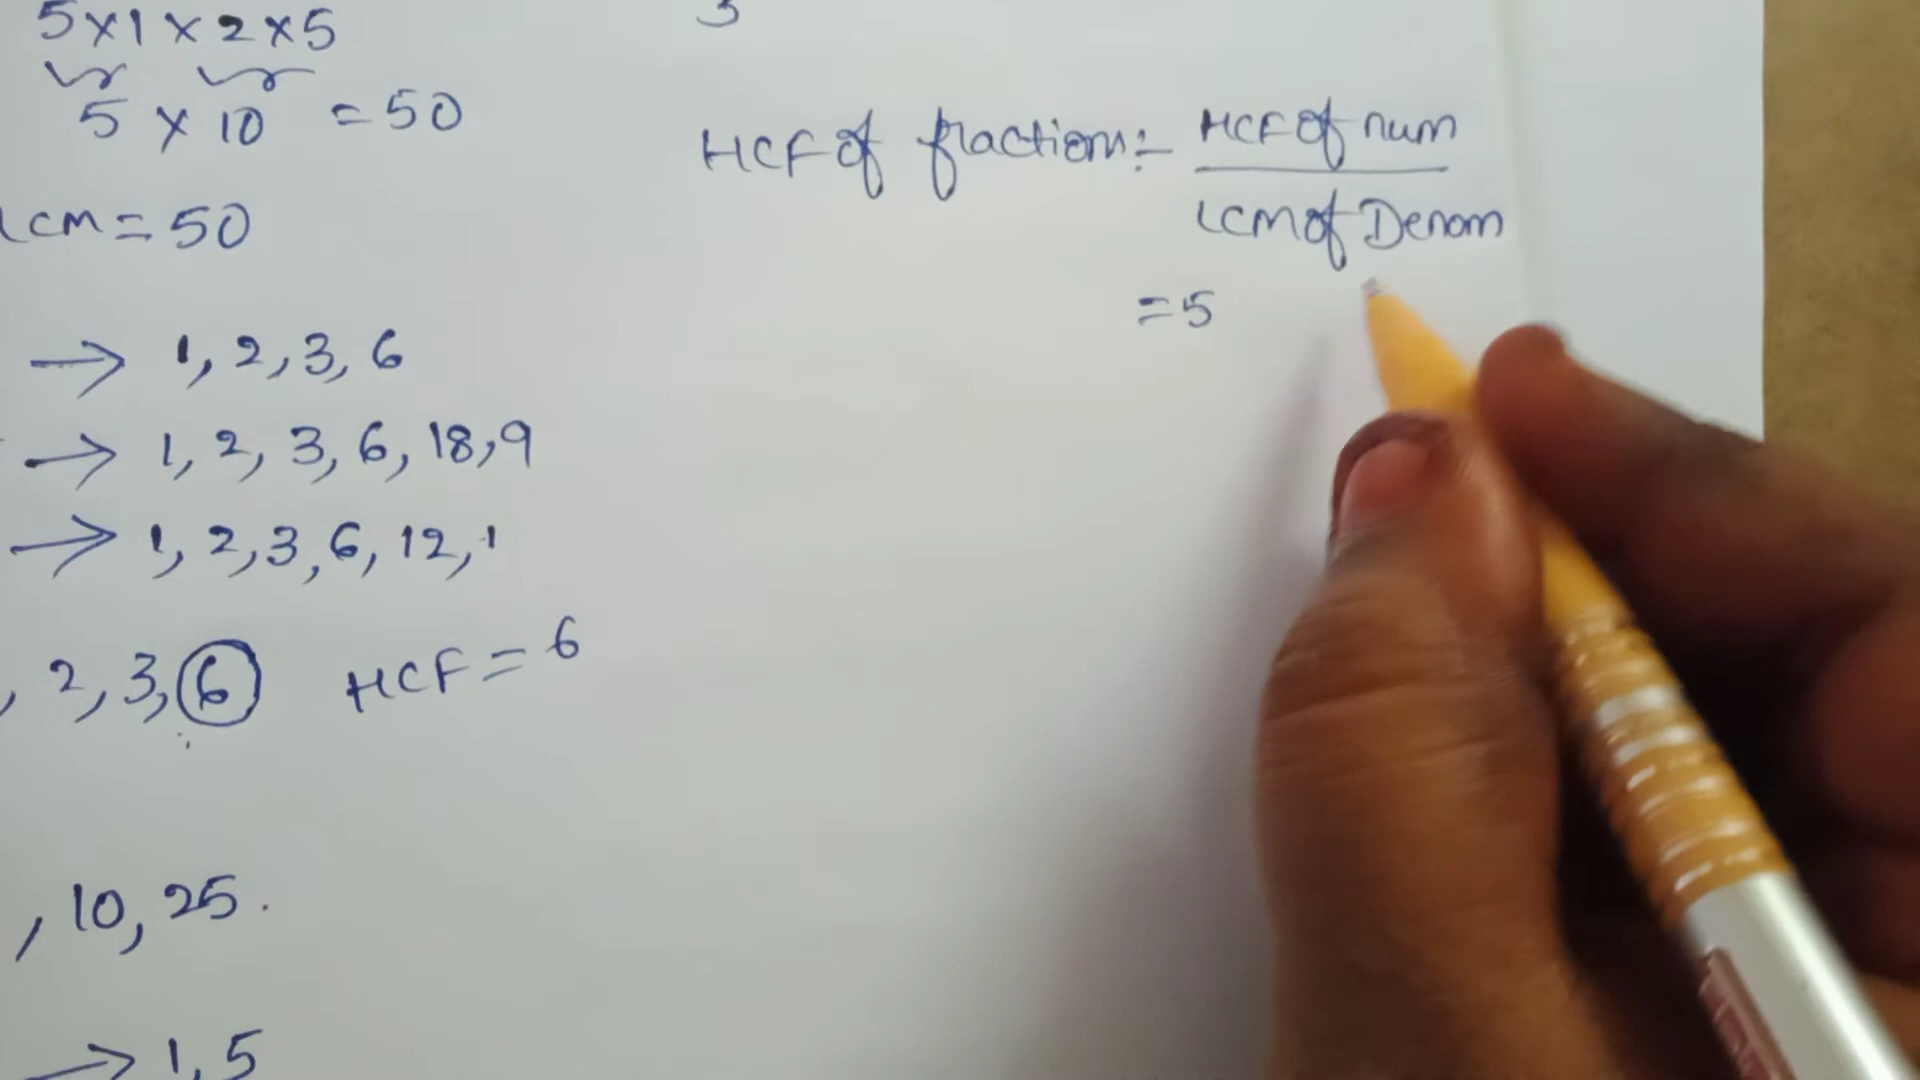 5×1×2×5
5 × 10 = 50
LCM = 50
→ 1, 2, 3, 6
→ 1, 2, 3, 6, 18, 9
→ 1, 2, 3, 6, 12, 1
, 2, 3, 6 HCF = 6
, 10, 25.
→ 1, 5
3
HCF of fraction :- HCF of num
LCM of Denom
= 5